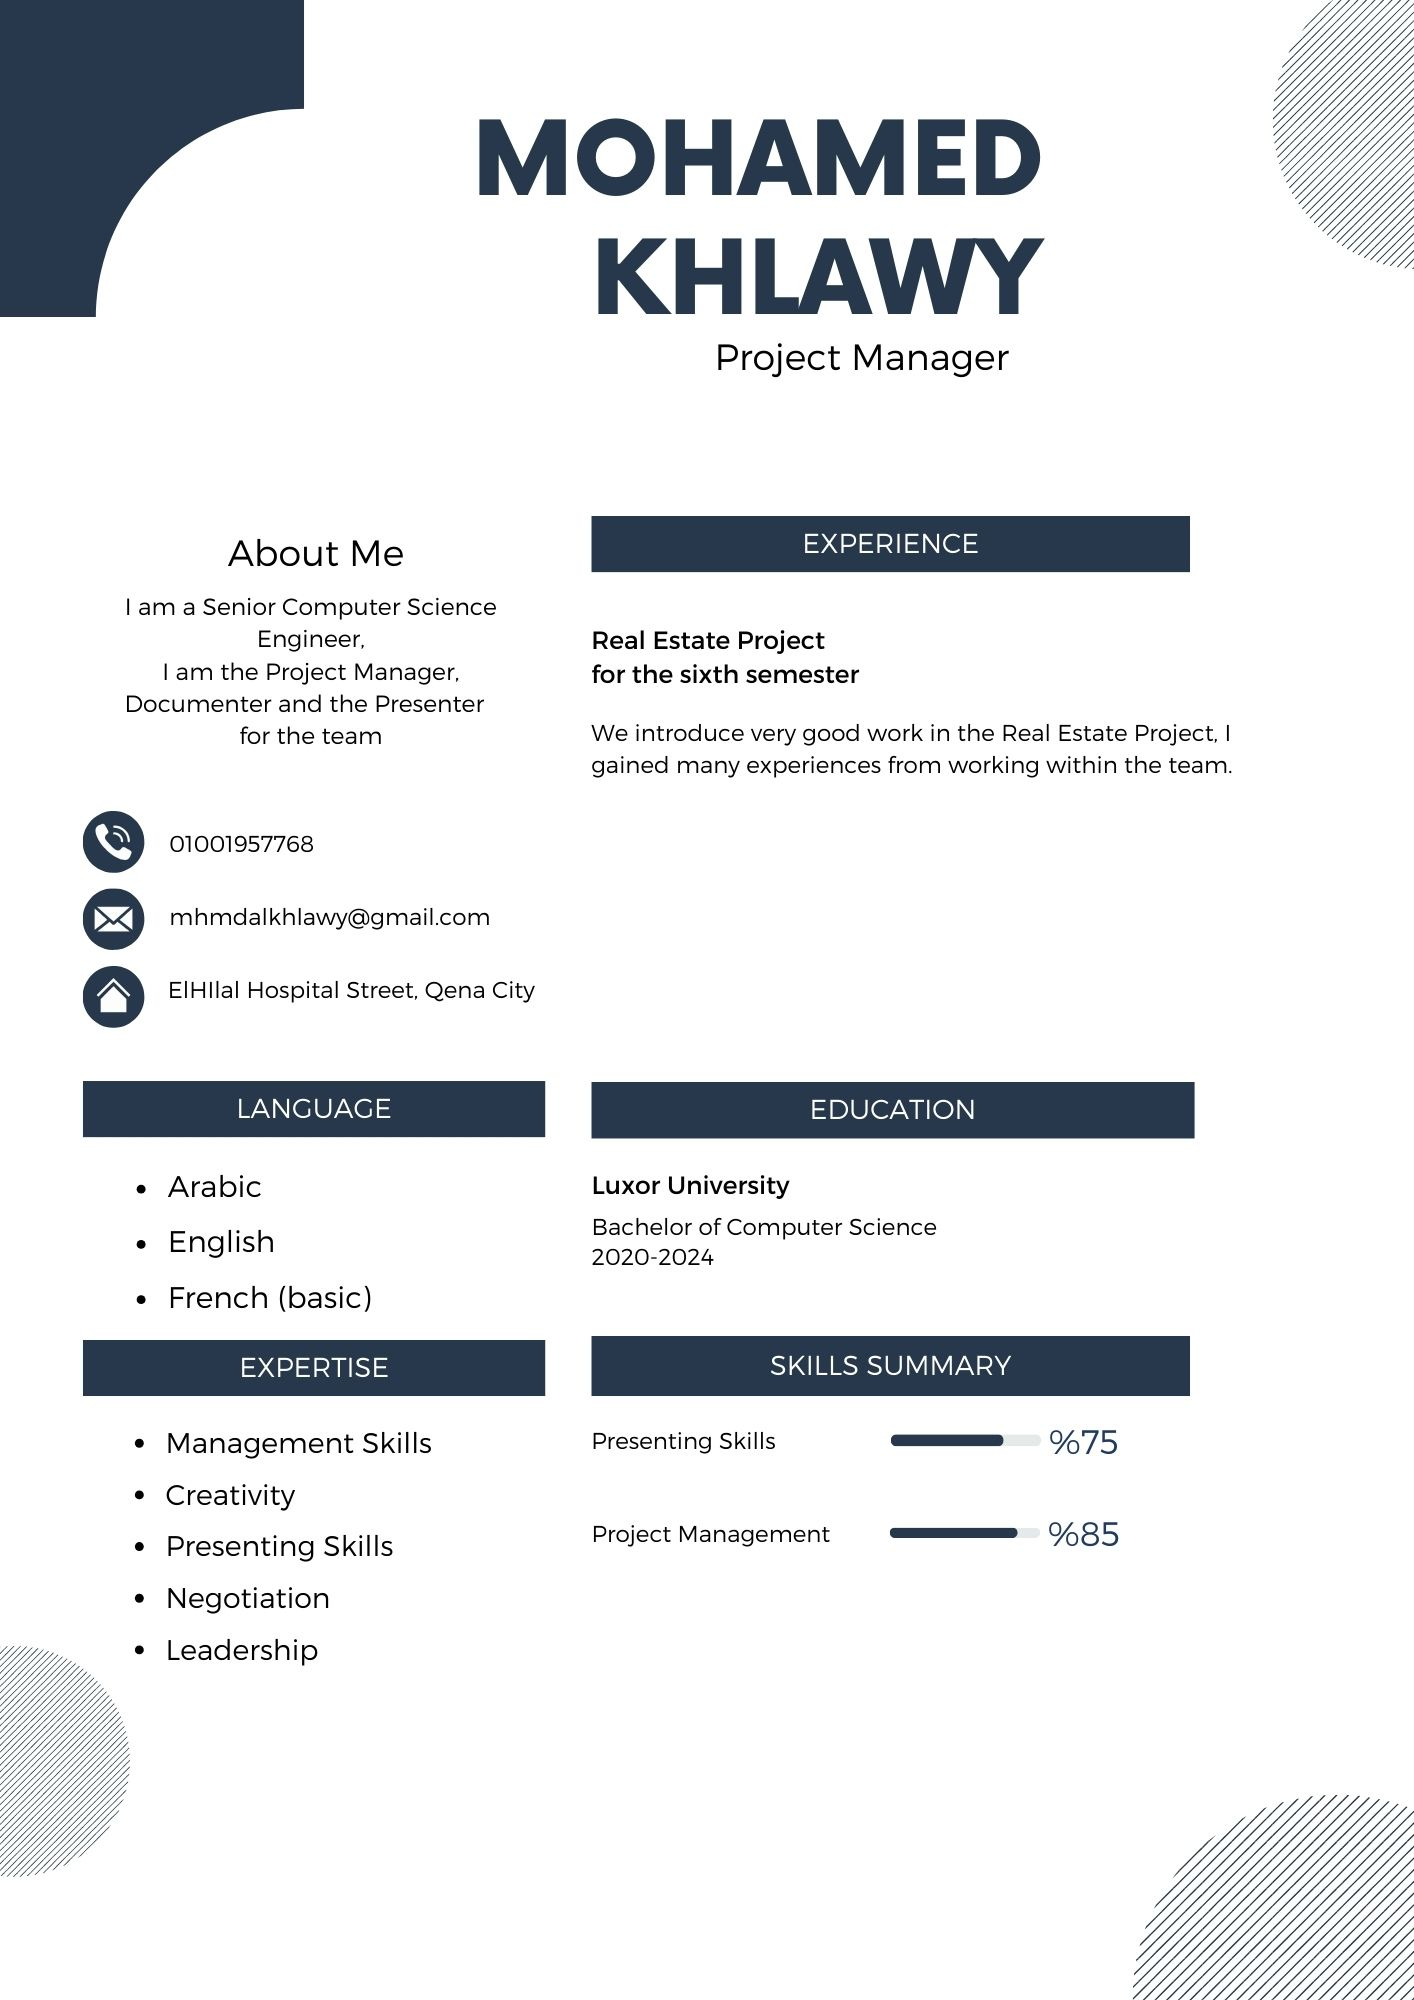 MOHAMED
KHLAWY
Project Manager
About Me
I am a Senior Computer Science
Engineer,
I am the Project Manager,
Documenter and the Presenter
for the team
01001957768
mhmdalkhlawy@gmail.com
ElHIlal Hospital Street, Qena City
EXPERIENCE
Real Estate Project
for the sixth semester
We introduce very good work in the Real Estate Project, I
gained many experiences from working within the team.
LANGUAGE
• Arabic
• English
• French (basic)
EDUCATION
Luxor University
Bachelor of Computer Science
2020-2024
EXPERTISE
• Management Skills
• Creativity
• Presenting Skills
• Negotiation
• Leadership
SKILLS SUMMARY
Presenting Skills %75
Project Management %85